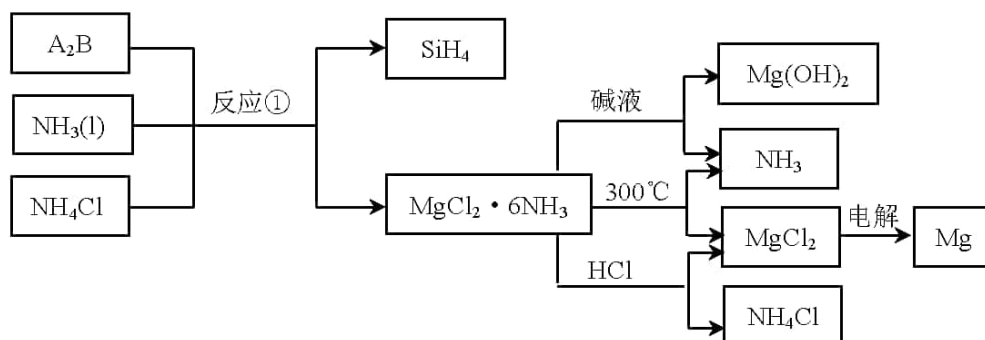 A₂B
NH₃(l)
NH₄Cl
反应①
SiH₄
MgCl₂·6NH₃
碱液
300℃
HCl
Mg(OH)₂
NH₃
MgCl₂
电解
Mg
NH₄Cl